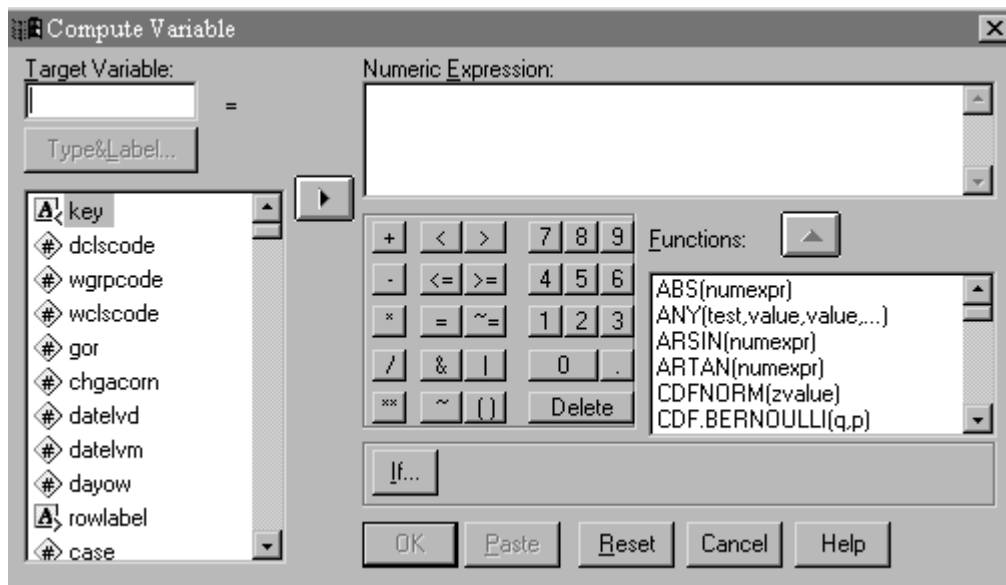 Compute Variable
Target Variable:
=
Type&Label...
key
dclscode
wgrpcode
wclscode
gor
chgacorn
datelvd
datelvm
dayow
rowlabel
case
Numeric Expression:
+ < > 7 8 9
- <= >= 4 5 6
* = ~= 1 2 3
/ & | 0 .
** ~ () Delete
Functions:
ABS(numexpr)
ANY(test,value,value,...)
ARSIN(numexpr)
ARTAN(numexpr)
CDFNORM(zvalue)
CDF.BERNOULLI(q,p)
If...
OK Paste Reset Cancel Help